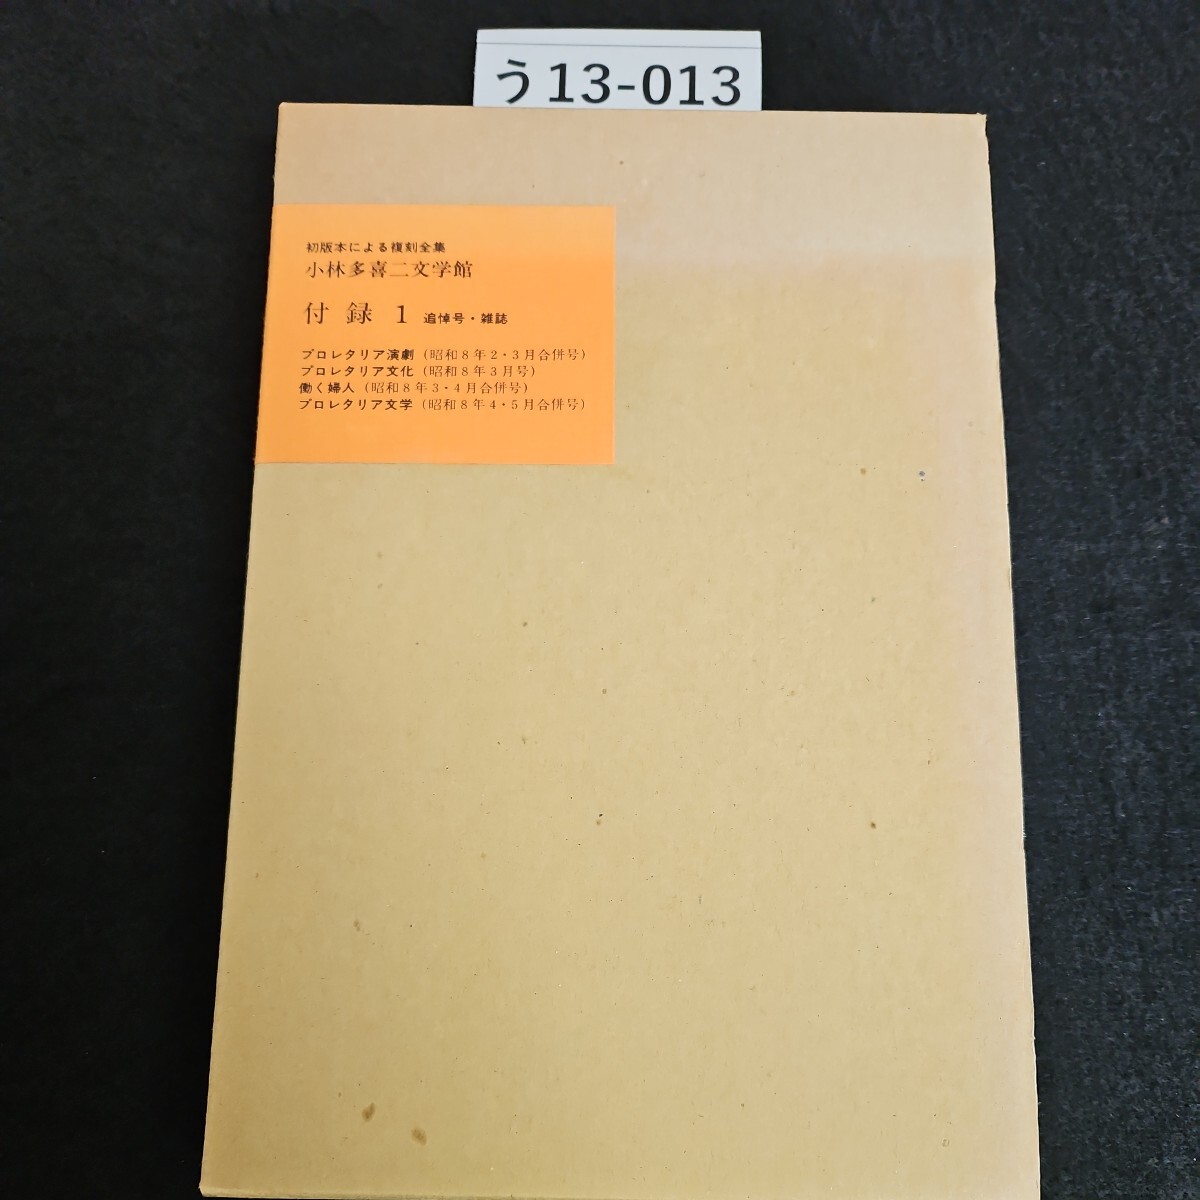 う13-013
初版本による複刻全集
小林多喜二文学館
付録 1 追悼号・雑誌
プロレタリア演劇（昭和8年2・3月合併号）
プロレタリア文化（昭和8年3月号）
働く婦人（昭和8年3・4月合併号）
プロレタリア文学（昭和8年4・5月合併号）